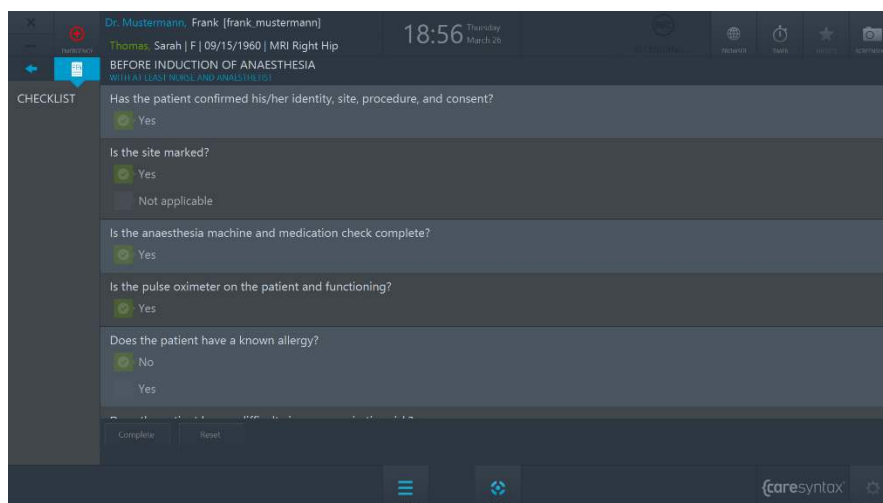 Dr. Mustermann, Frank [frank_mustermann]
Thomas, Sarah | F | 09/15/1960 | MRI Right Hip
18:56 Thursday
March 26
EMERGENCY
BROWSER
TIMER
BEFORE INDUCTION OF ANAESTHESIA
WITH AT LEAST NURSE AND ANAESTHETIST
CHECKLIST
Has the patient confirmed his/her identity, site, procedure, and consent?
Yes
Is the site marked?
Yes
Not applicable
Is the anaesthesia machine and medication check complete?
Yes
Is the pulse oximeter on the patient and functioning?
Yes
Does the patient have a known allergy?
No
Yes
Complete Reset
{caresyntax